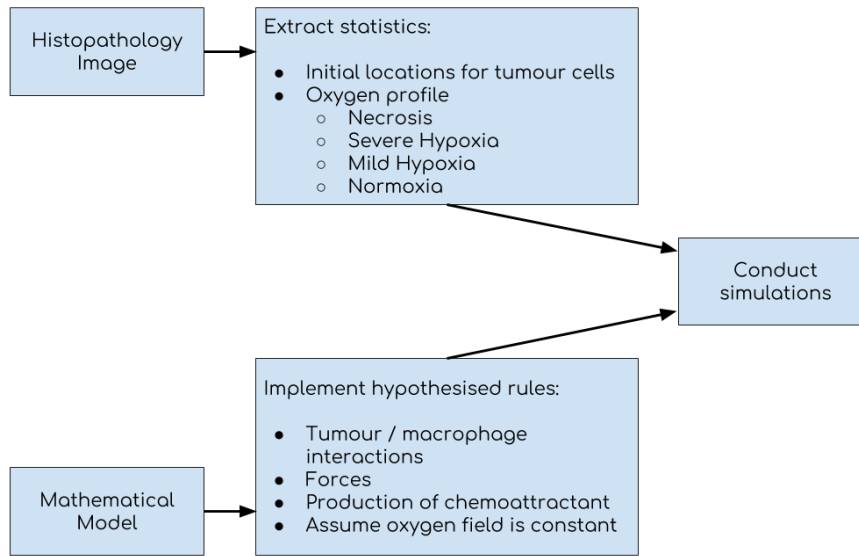 Histopathology
Image
Extract statistics:
● Initial locations for tumour cells
● Oxygen profile
○ Necrosis
○ Severe Hypoxia
○ Mild Hypoxia
○ Normoxia
Conduct
simulations
Implement hypothesised rules:
● Tumour / macrophage
interactions
● Forces
● Production of chemoattractant
● Assume oxygen field is constant
Mathematical
Model